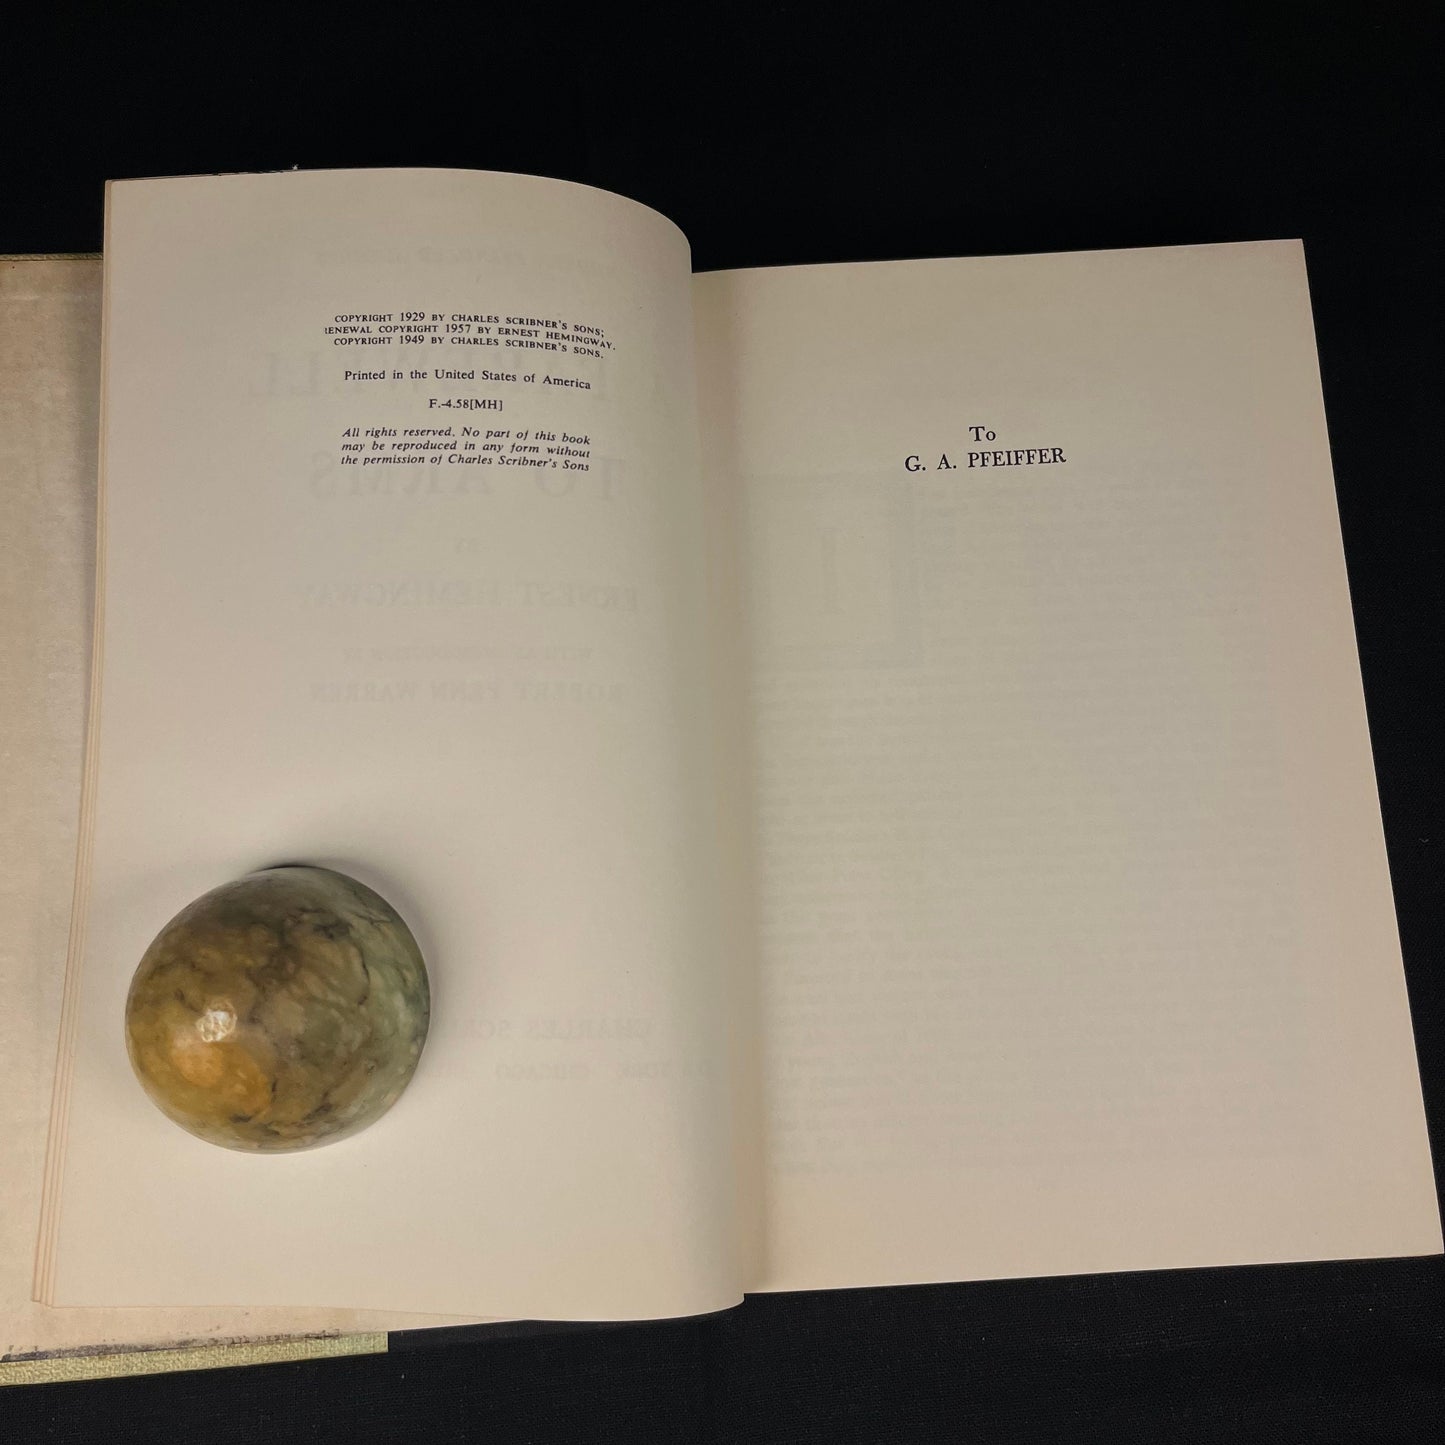 COPYRIGHT 1929 BY CHARLES SCRIBNER'S SONS;
RENEWAL COPYRIGHT 1957 BY ERNEST HEMINGWAY.
COPYRIGHT 1949 BY CHARLES SCRIBNER'S SONS.
Printed in the United States of America
F.-4.58[MH]
All rights reserved. No part of this book
may be reproduced in any form without
the permission of Charles Scribner's Sons
To
G. A. PFEIFFER